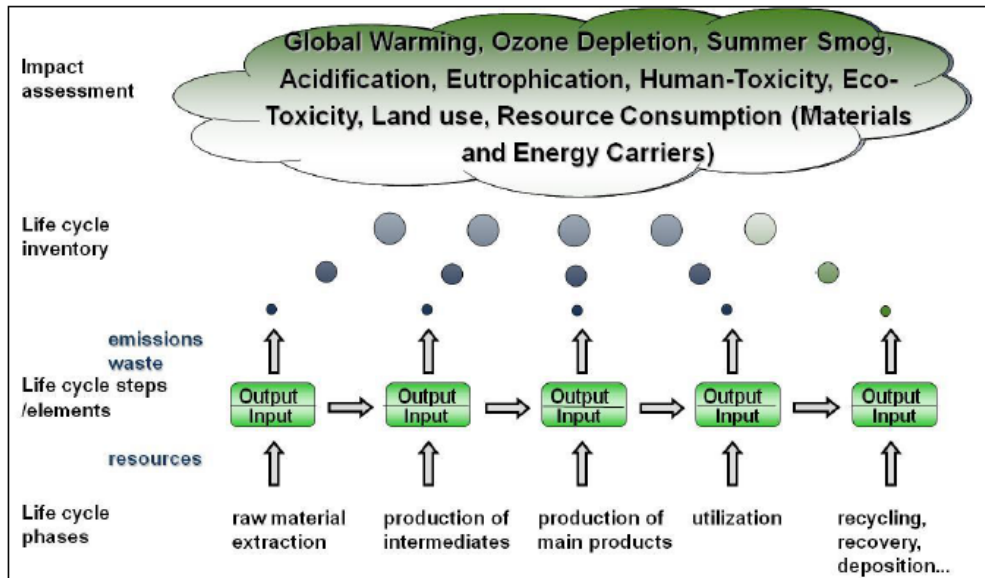 Impact
assessment
Global Warming, Ozone Depletion, Summer Smog,
Acidification, Eutrophication, Human-Toxicity, Eco-
Toxicity, Land use, Resource Consumption (Materials
and Energy Carriers)
Life cycle
inventory
emissions
waste
Life cycle steps
/elements
Output
Input
Output
Input
Output
Input
Output
Input
Output
Input
resources
Life cycle
phases
raw material
extraction
production of
intermediates
production of
main products
utilization
recycling,
recovery,
deposition...